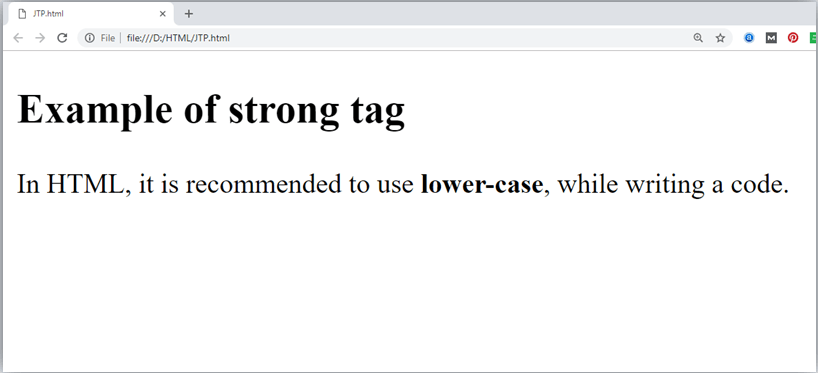 JTP.html
File file:///D:/HTML/JTP.html
Example of strong tag
In HTML, it is recommended to use lower-case, while writing a code.